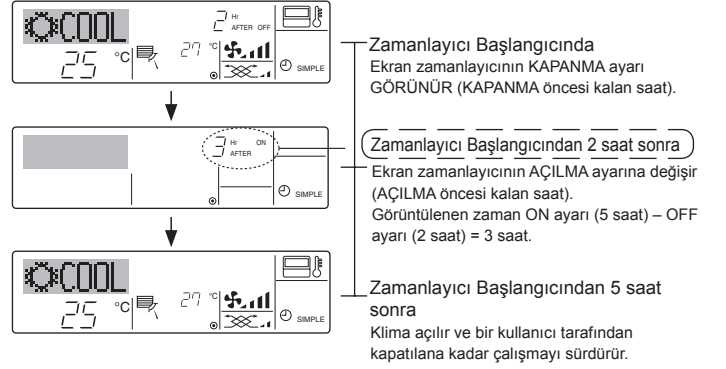 COOL
2 Hr AFTER OFF
25 °C
27 °C
SIMPLE
Zamanlayıcı Başlangıcında
Ekran zamanlayıcının KAPANMA ayarı
GÖRÜNÜR (KAPANMA öncesi kalan saat).
3 Hr AFTER ON
SIMPLE
Zamanlayıcı Başlangıcından 2 saat sonra
Ekran zamanlayıcının AÇILMA ayarına değişir
(AÇILMA öncesi kalan saat).
Görüntülenen zaman ON ayarı (5 saat) – OFF
ayarı (2 saat) = 3 saat.
COOL
25 °C
27 °C
SIMPLE
Zamanlayıcı Başlangıcından 5 saat
sonra
Klima açılır ve bir kullanıcı tarafından
kapatılana kadar çalışmayı sürdürür.